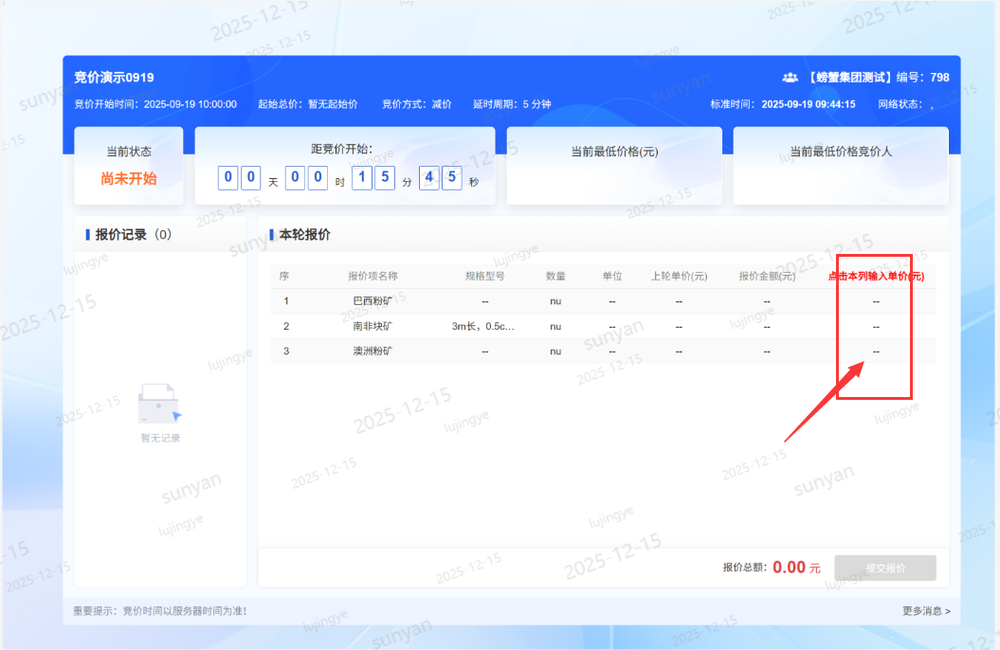 竞价演示0919
【螃蟹集团测试】编号：798
竞价开始时间：2025-09-19 10:00:00 起始总价：暂无起始价 竞价方式：减价 延时周期：5 分钟
标准时间：2025-09-19 09:44:15 网络状态：
当前状态
尚未开始
距竞价开始：
0 0 天 0 0 时 1 5 分 4 5 秒
当前最低价格(元)
当前最低价格竞价人
报价记录（0）
暂无记录
本轮报价
序 报价项名称 规格型号 数量 单位 上轮单价(元) 报价金额(元) 点击本列输入单价(元)
1 巴西粉矿 -- nu -- -- -- --
2 南非块矿 3m长，0.5c... nu -- -- -- --
3 澳洲粉矿 -- nu -- -- -- --
报价总额：0.00 元 提交报价
重要提示：竞价时间以服务器时间为准！
更多消息 >
sunyan
lujingye
2025-12-15